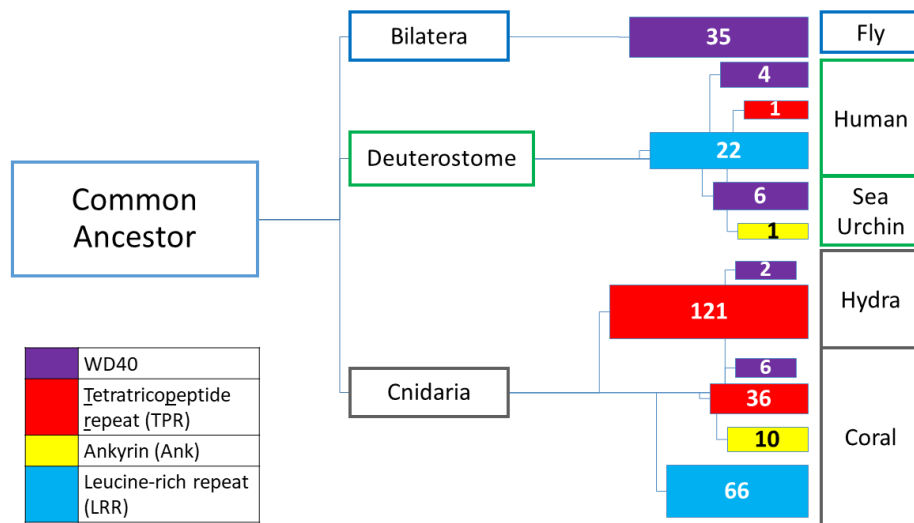 Bilatera
35
Fly
4
1
Human
Deuterostome
22
6
Sea
Urchin
1
Common
Ancestor
2
Hydra
121
6
Cnidaria
36
10
Coral
66
WD40
Tetratricopeptide
repeat (TPR)
Ankyrin (Ank)
Leucine-rich repeat
(LRR)